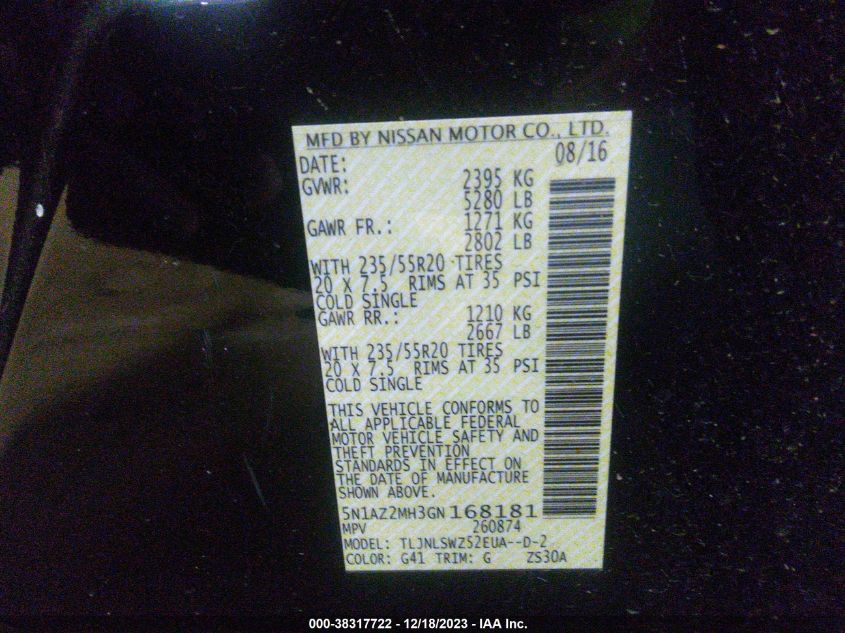 MFD BY NISSAN MOTOR CO., LTD.
DATE: 08/16
GVWR: 2395 KG
5280 LB
GAWR FR.: 1271 KG
2802 LB
WITH 235/55R20 TIRES
20 X 7.5 RIMS AT 35 PSI
COLD SINGLE
GAWR RR.: 1210 KG
2667 LB
WITH 235/55R20 TIRES
20 X 7.5 RIMS AT 35 PSI
COLD SINGLE
THIS VEHICLE CONFORMS TO
ALL APPLICABLE FEDERAL
MOTOR VEHICLE SAFETY AND
THEFT PREVENTION
STANDARDS IN EFFECT ON
THE DATE OF MANUFACTURE
SHOWN ABOVE.
5N1AZ2MH3GN168181
MPV 260874
MODEL: TLJNLSWZ52EUA--D-2
COLOR: G41 TRIM: G ZS30A
000-38317722 - 12/18/2023 - IAA Inc.